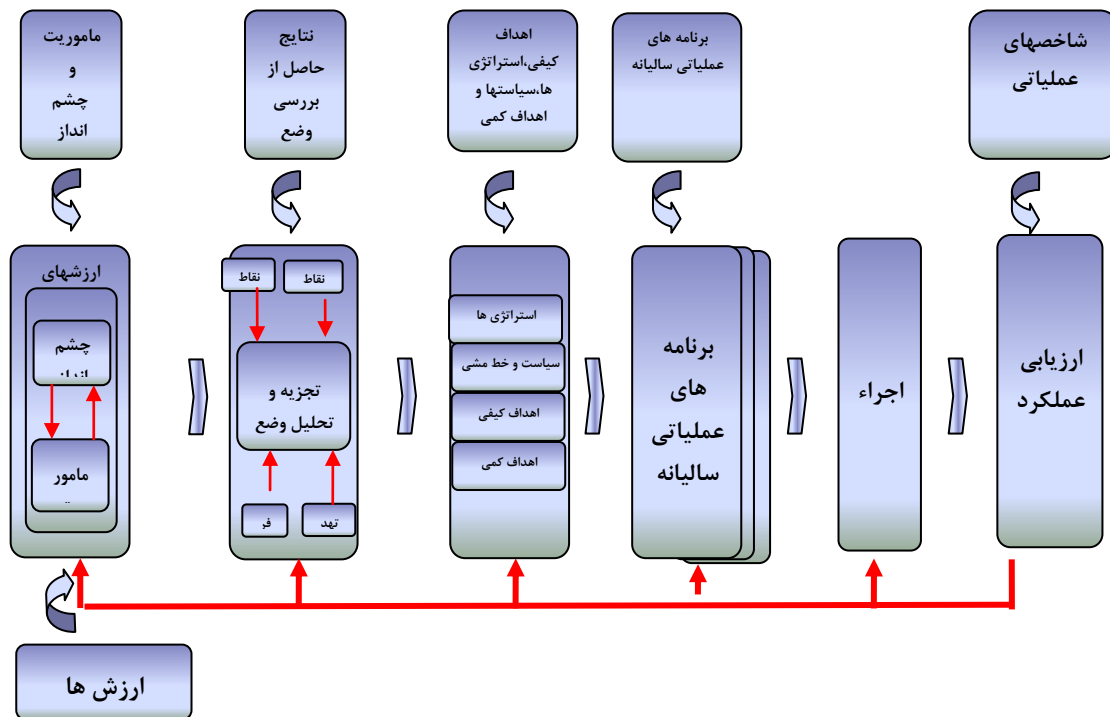 ماموریت
و
چشم
انداز
نتایج
حاصل از
بررسی
وضع
اهداف
کیفی،استراتژی
ها،سیاستها و
اهداف کمی
برنامه های
عملیاتی سالیانه
شاخصهای
عملیاتی
ارزشهای
چشم
مامور
نقاط
نقاط
تجزیه و
تحلیل وضع
فر
تهد
استراتژی ها
سیاست و خط مشی
اهداف کیفی
اهداف کمی
برنامه
های
عملیاتی
سالیانه
اجراء
ارزیابی
عملکرد
ارزش ها